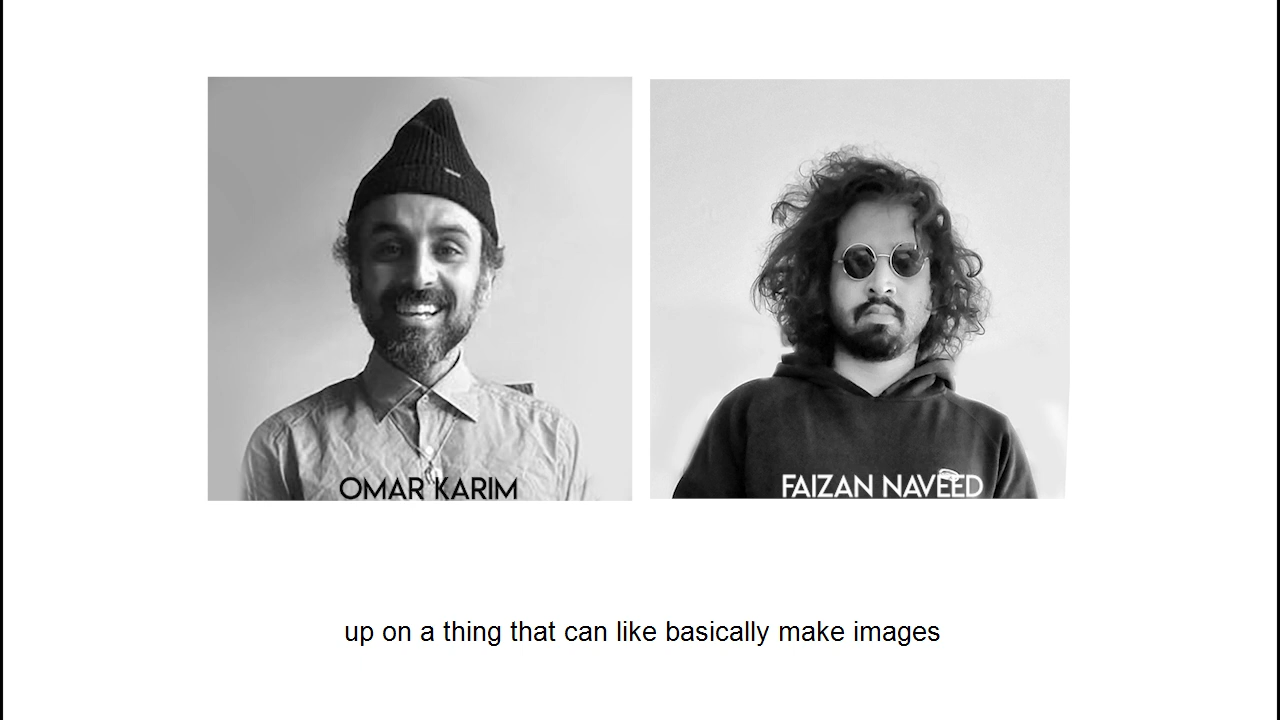 OMAR KARIM
FAIZAN NAVEED
up on a thing that can like basically make images